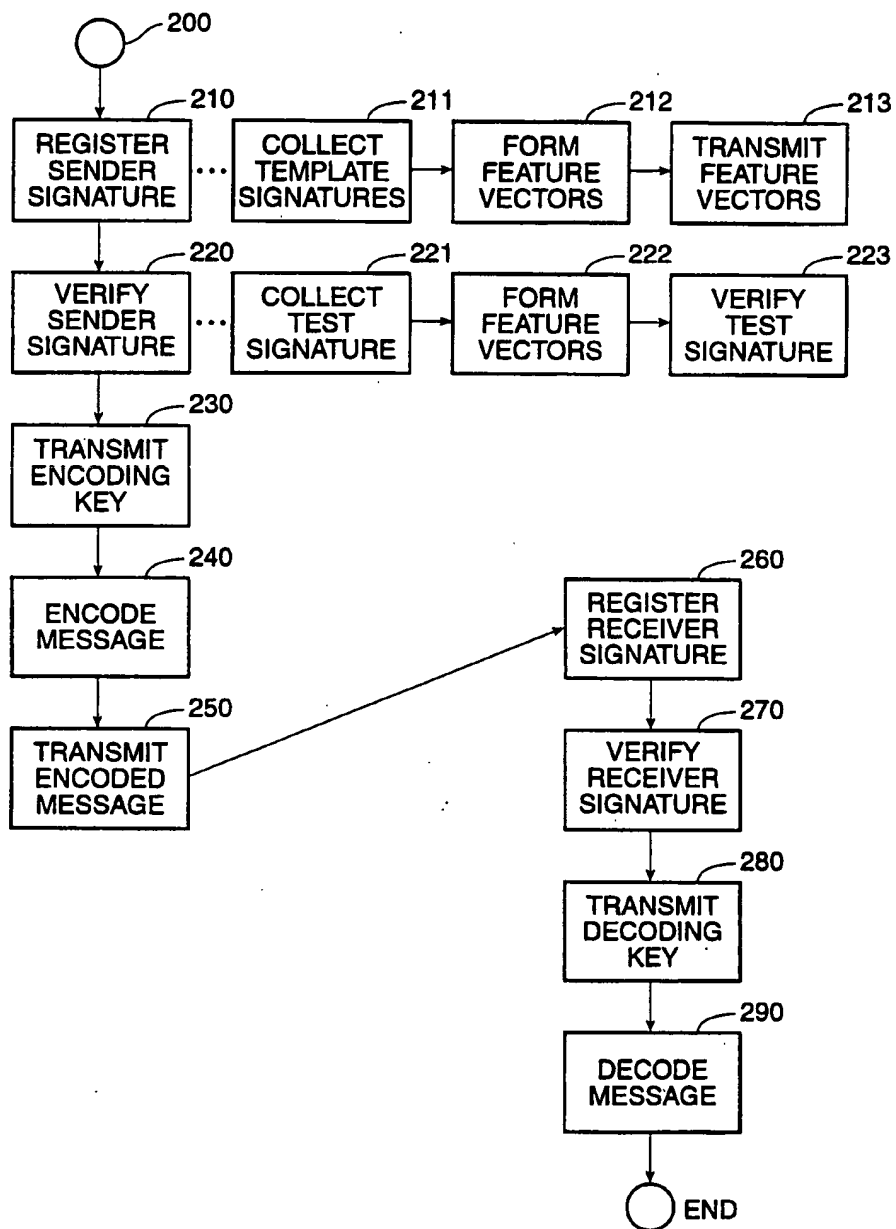 200
210
REGISTER
SENDER
SIGNATURE
...
211
COLLECT
TEMPLATE
SIGNATURES
212
FORM
FEATURE
VECTORS
213
TRANSMIT
FEATURE
VECTORS
220
VERIFY
SENDER
SIGNATURE
...
221
COLLECT
TEST
SIGNATURE
222
FORM
FEATURE
VECTORS
223
VERIFY
TEST
SIGNATURE
230
TRANSMIT
ENCODING
KEY
240
ENCODE
MESSAGE
250
TRANSMIT
ENCODED
MESSAGE
260
REGISTER
RECEIVER
SIGNATURE
270
VERIFY
RECEIVER
SIGNATURE
280
TRANSMIT
DECODING
KEY
290
DECODE
MESSAGE
END